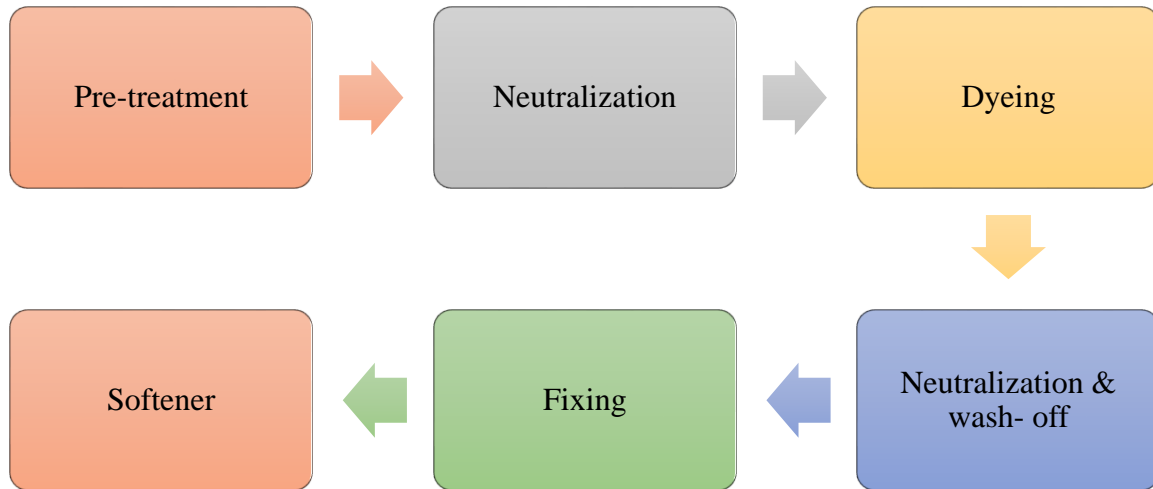 Pre-treatment
Neutralization
Dyeing
Neutralization &
wash- off
Fixing
Softener